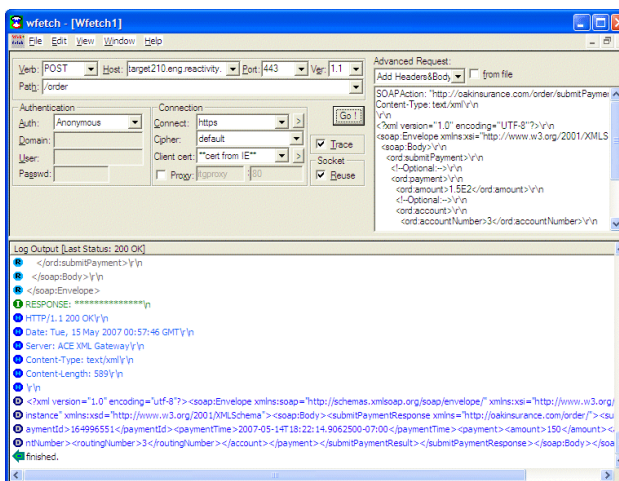 wfetch - [Wfetch1]
File Edit View Window Help
Verb: POST Host: target210.eng.reactivity. Port: 443 Ver: 1.1
Path: /order
Authentication
Auth: Anonymous
Domain:
User:
Passwd:
Connection
Connect: https >
Cipher: default
Client cert: **cert from IE** >
Proxy: itgproxy :80
Go !
Trace
Socket
Reuse
Advanced Request:
Add Headers&Body from file
SOAPAction: "http://oakinsurance.com/order/submitPayme
Content-Type: text/xml\r\n
\r\n
<?xml version="1.0" encoding="UTF-8"?>\r\n
<soap:Envelope xmlns:xsi="http://www.w3.org/2001/XMLS
<soap:Body>\r\n
<ord:submitPayment>\r\n
<!--Optional:-->\r\n
<ord:payment>\r\n
<ord:amount>1.5E2</ord:amount>\r\n
<!--Optional:-->\r\n
<ord:account>\r\n
<ord:accountNumber>3</ord:accountNumber>\r\n
Log Output [Last Status: 200 OK]
</ord:submitPayment>\r\n
</soap:Body>\r\n
</soap:Envelope>
RESPONSE: **************\n
HTTP/1.1 200 OK\r\n
Date: Tue, 15 May 2007 00:57:46 GMT\r\n
Server: ACE XML Gateway\r\n
Content-Type: text/xml\r\n
Content-Length: 589\r\n
\r\n
<?xml version="1.0" encoding="utf-8"?><soap:Envelope xmlns:soap="http://schemas.xmlsoap.org/soap/envelope/" xmlns:xsi="http://www.w3.org/
instance" xmlns:xsd="http://www.w3.org/2001/XMLSchema"><soap:Body><submitPaymentResponse xmlns="http://oakinsurance.com/order/"><su
aymentId>164996551</paymentId><paymentTime>2007-05-14T18:22:14.9062500-07:00</paymentTime><payment><amount>150</amount><
ntNumber><routingNumber>3</routingNumber></account></payment></submitPaymentResult></submitPaymentResponse></soap:Body></soa
finished.